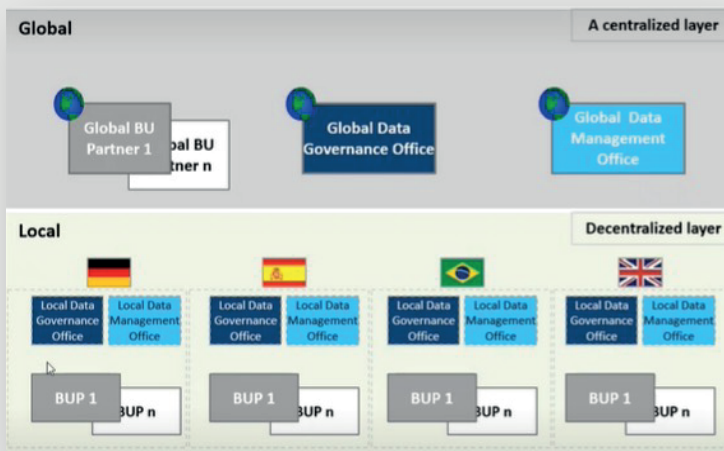 Global
A centralized layer
Global BU
Partner 1
bal BU
tner n
Global Data
Governance Office
Global Data
Management
Office
Local
Decentralized layer
Local Data
Governance
Office
Local Data
Management
Office
Local Data
Governance
Office
Local Data
Management
Office
Local Data
Governance
Office
Local Data
Management
Office
Local Data
Governance
Office
Local Data
Management
Office
BUP 1
BUP n
BUP 1
BUP n
BUP 1
BUP n
BUP 1
BUP n